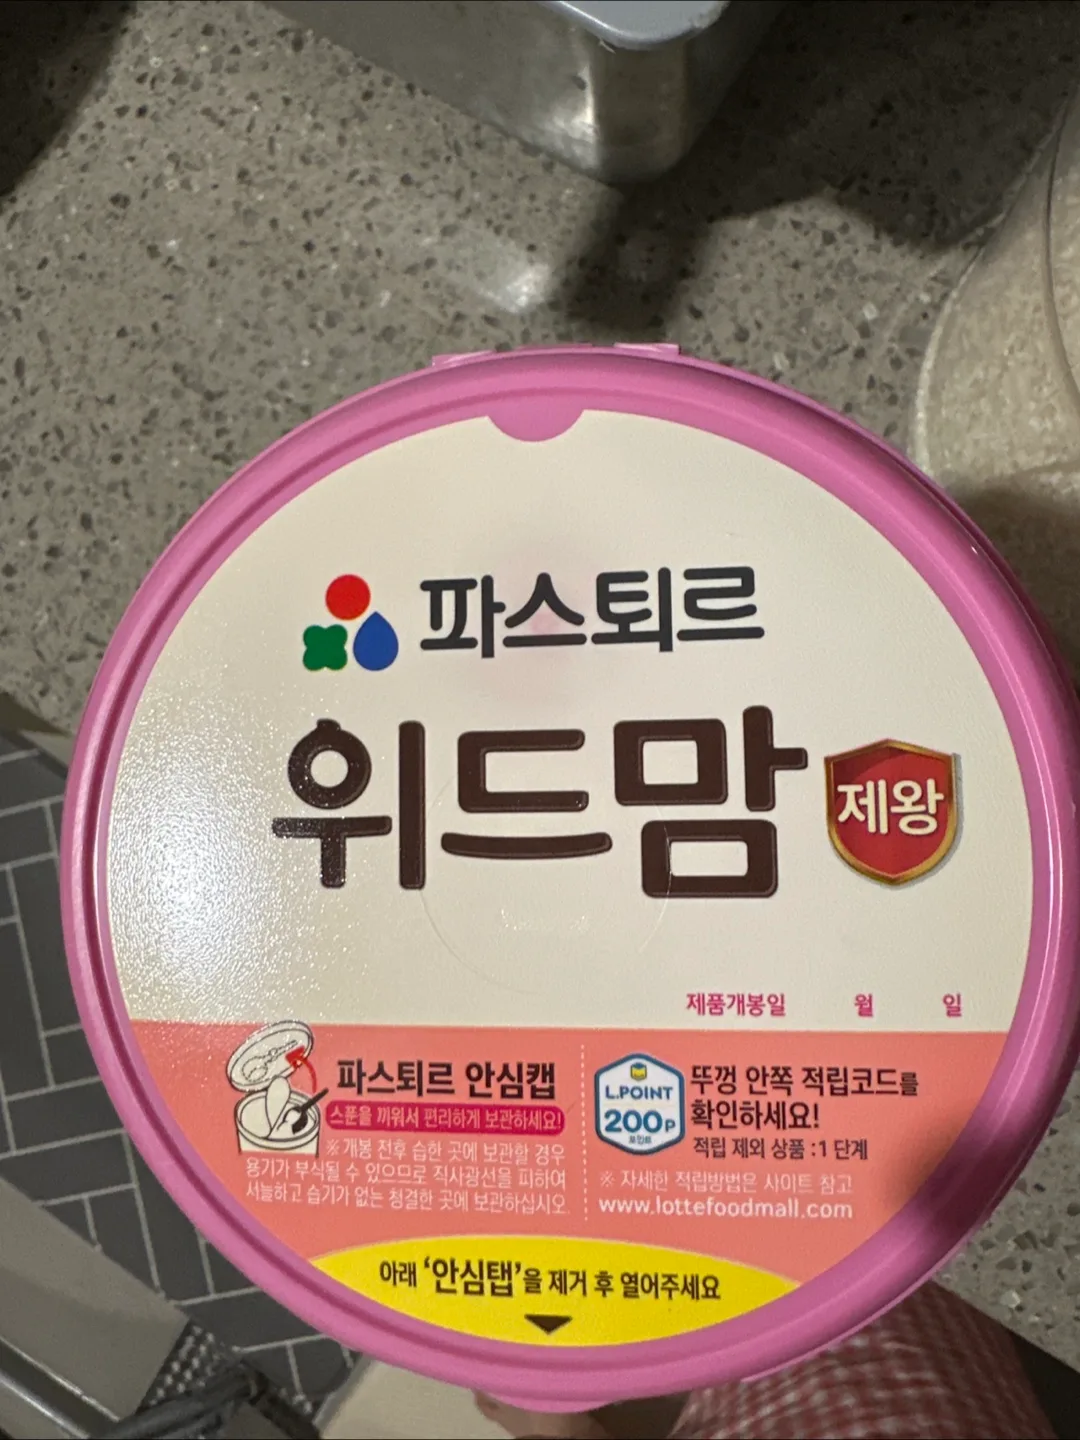 파스퇴르
위드맘
제왕
제품개봉일 월 일
파스퇴르 안심캡
스푼을 끼워서 편리하게 보관하세요!
※ 개봉 전후 습한 곳에 보관할 경우
용기가 부식될 수 있으므로 직사광선을 피하여
서늘하고 습기가 없는 청결한 곳에 보관하십시오.
L.POINT
200P
포인트
뚜껑 안쪽 적립코드를
확인하세요!
적립 제외 상품 : 1 단계
※ 자세한 적립방법은 사이트 참고
www.lottefoodmall.com
아래 ‘안심탭’을 제거 후 열어주세요